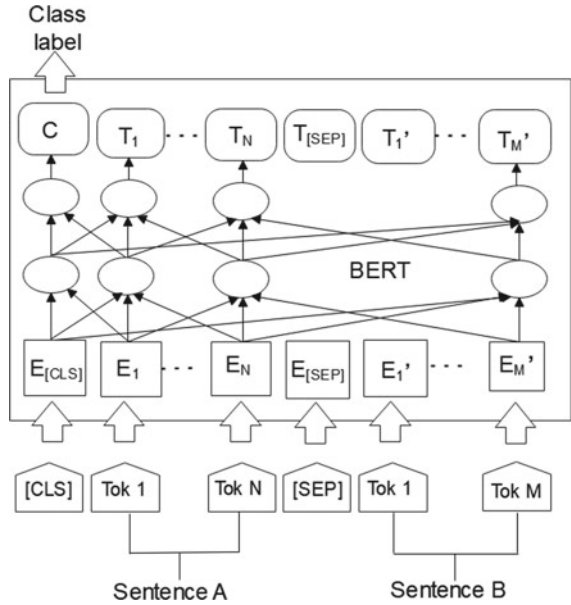 Class
label
C T1 ... TN T[SEP] T1' ... TM'
BERT
E[CLS] E1 ... EN E[SEP] E1' ... EM'
[CLS] Tok 1 Tok N [SEP] Tok 1 Tok M
Sentence A Sentence B